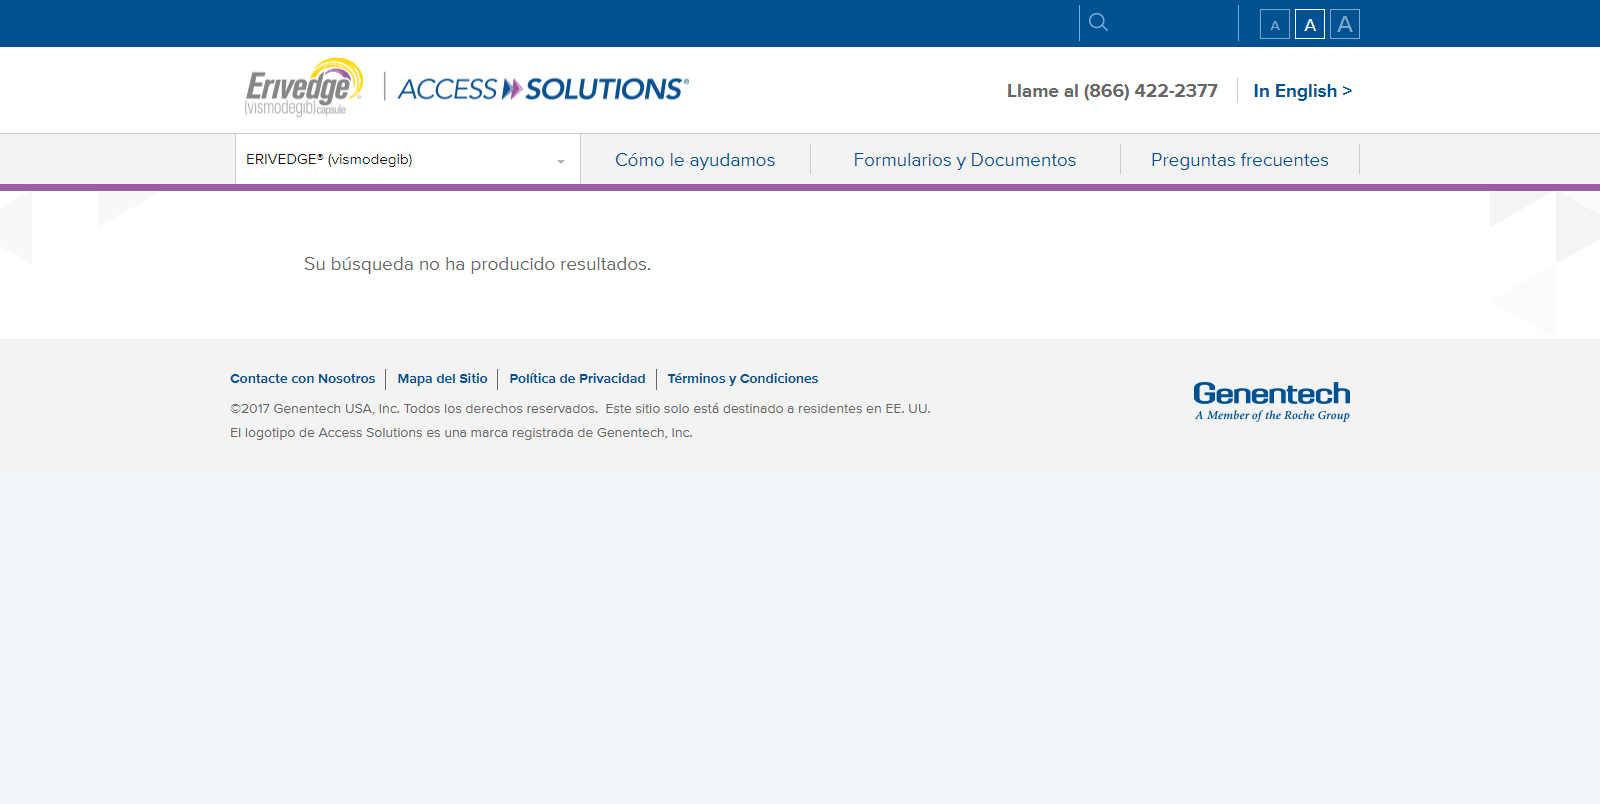 A A A
Erivedge®
(vismodegib) capsule
ACCESS SOLUTIONS®
Llame al (866) 422-2377
In English >
ERIVEDGE® (vismodegib)
Cómo le ayudamos
Formularios y Documentos
Preguntas frecuentes
Su búsqueda no ha producido resultados.
Contacte con Nosotros
Mapa del Sitio
Política de Privacidad
Términos y Condiciones
©2017 Genentech USA, Inc. Todos los derechos reservados.  Este sitio solo está destinado a residentes en EE. UU.
El logotipo de Access Solutions es una marca registrada de Genentech, Inc.
Genentech
A Member of the Roche Group